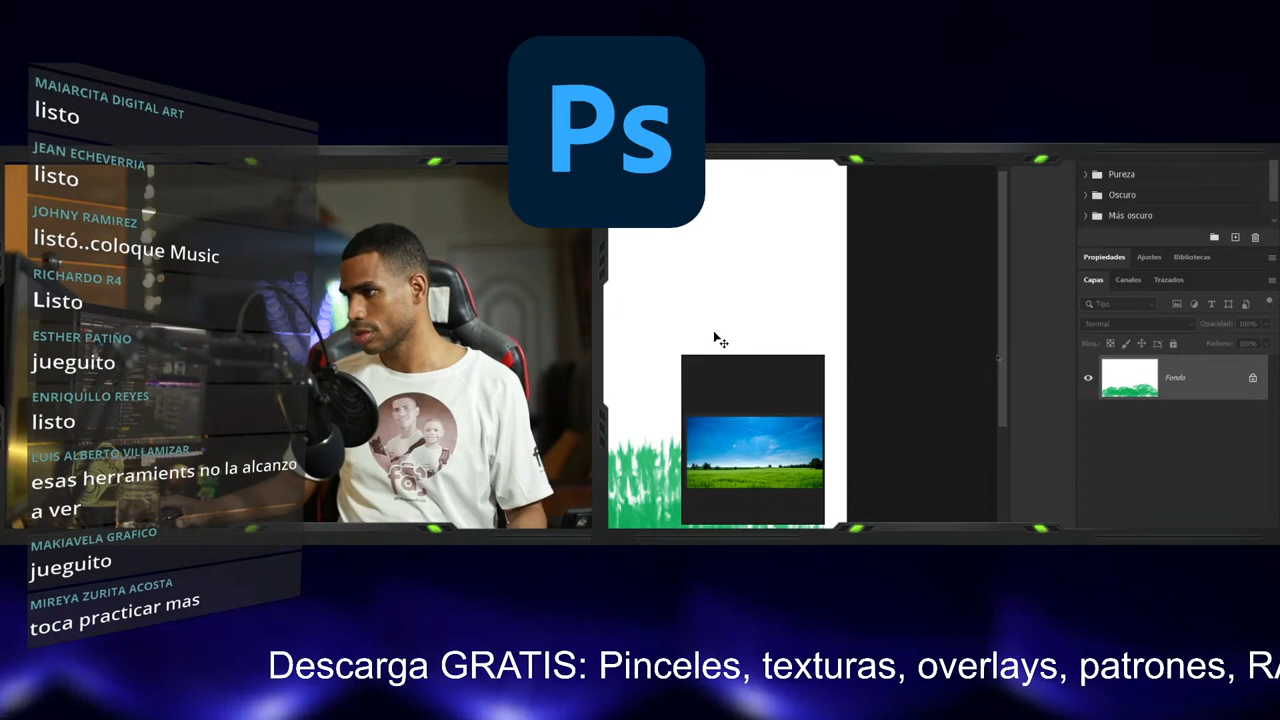 MAIARCITA DIGITAL ART
listo
JEAN ECHEVERRIA
listo
JOHNY RAMIREZ
listó..coloque Music
RICHARDO R4
Listo
ESTHER PATIÑO
jueguito
ENRIQUILLO REYES
listo
LUIS ALBERTO VILLAMIZAR
esas herramients no la alcanzo
a ver
MAKIAVELA GRAFICO
jueguito
MIREYA ZURITA ACOSTA
toca practicar mas
Ps
Pureza
Oscuro
Más oscuro
Propiedades Ajustes Bibliotecas
Capas Canales Trazados
Tipo
Normal Opacidad: 100%
Bloq.: Relleno: 100%
Fondo
Descarga GRATIS: Pinceles, texturas, overlays, patrones, RA